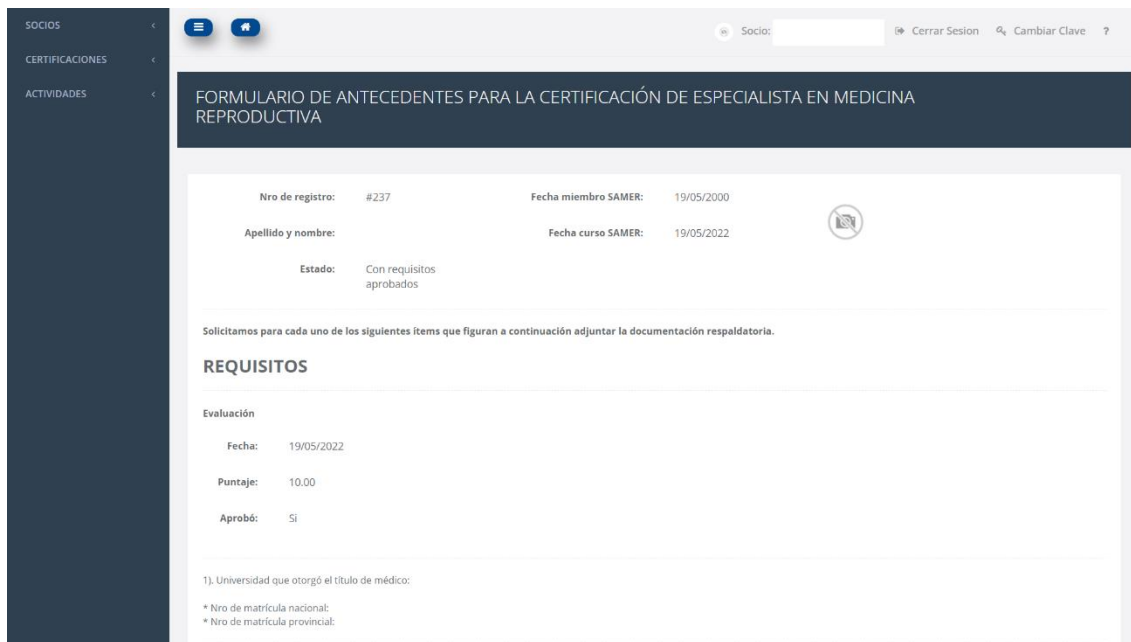 SOCIOS
CERTIFICACIONES
ACTIVIDADES
Socio:
Cerrar Sesion
Cambiar Clave
?
FORMULARIO DE ANTECEDENTES PARA LA CERTIFICACIÓN DE ESPECIALISTA EN MEDICINA
REPRODUCTIVA
Nro de registro: #237 Fecha miembro SAMER: 19/05/2000
Apellido y nombre: Fecha curso SAMER: 19/05/2022
Estado: Con requisitos
aprobados
Solicitamos para cada uno de los siguientes ítems que figuran a continuación adjuntar la documentación respaldatoria.
REQUISITOS
Evaluación
Fecha: 19/05/2022
Puntaje: 10.00
Aprobó: Si
1). Universidad que otorgó el título de médico:
* Nro de matrícula nacional:
* Nro de matrícula provincial: